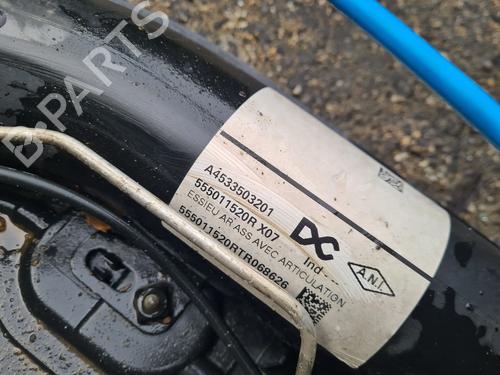 B-PARTS
A4533503201
555011520R X07
ESSIEU AR ASS AVEC ARTICULATION
555011520RTR068626
DC
Ind
A.N.I